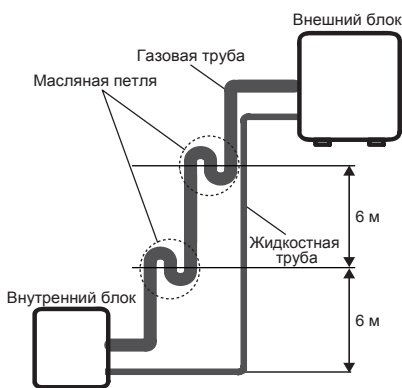 Внешний блок
Газовая труба
Масляная петля
6 м
Жидкостная
труба
Внутренний блок
6 м